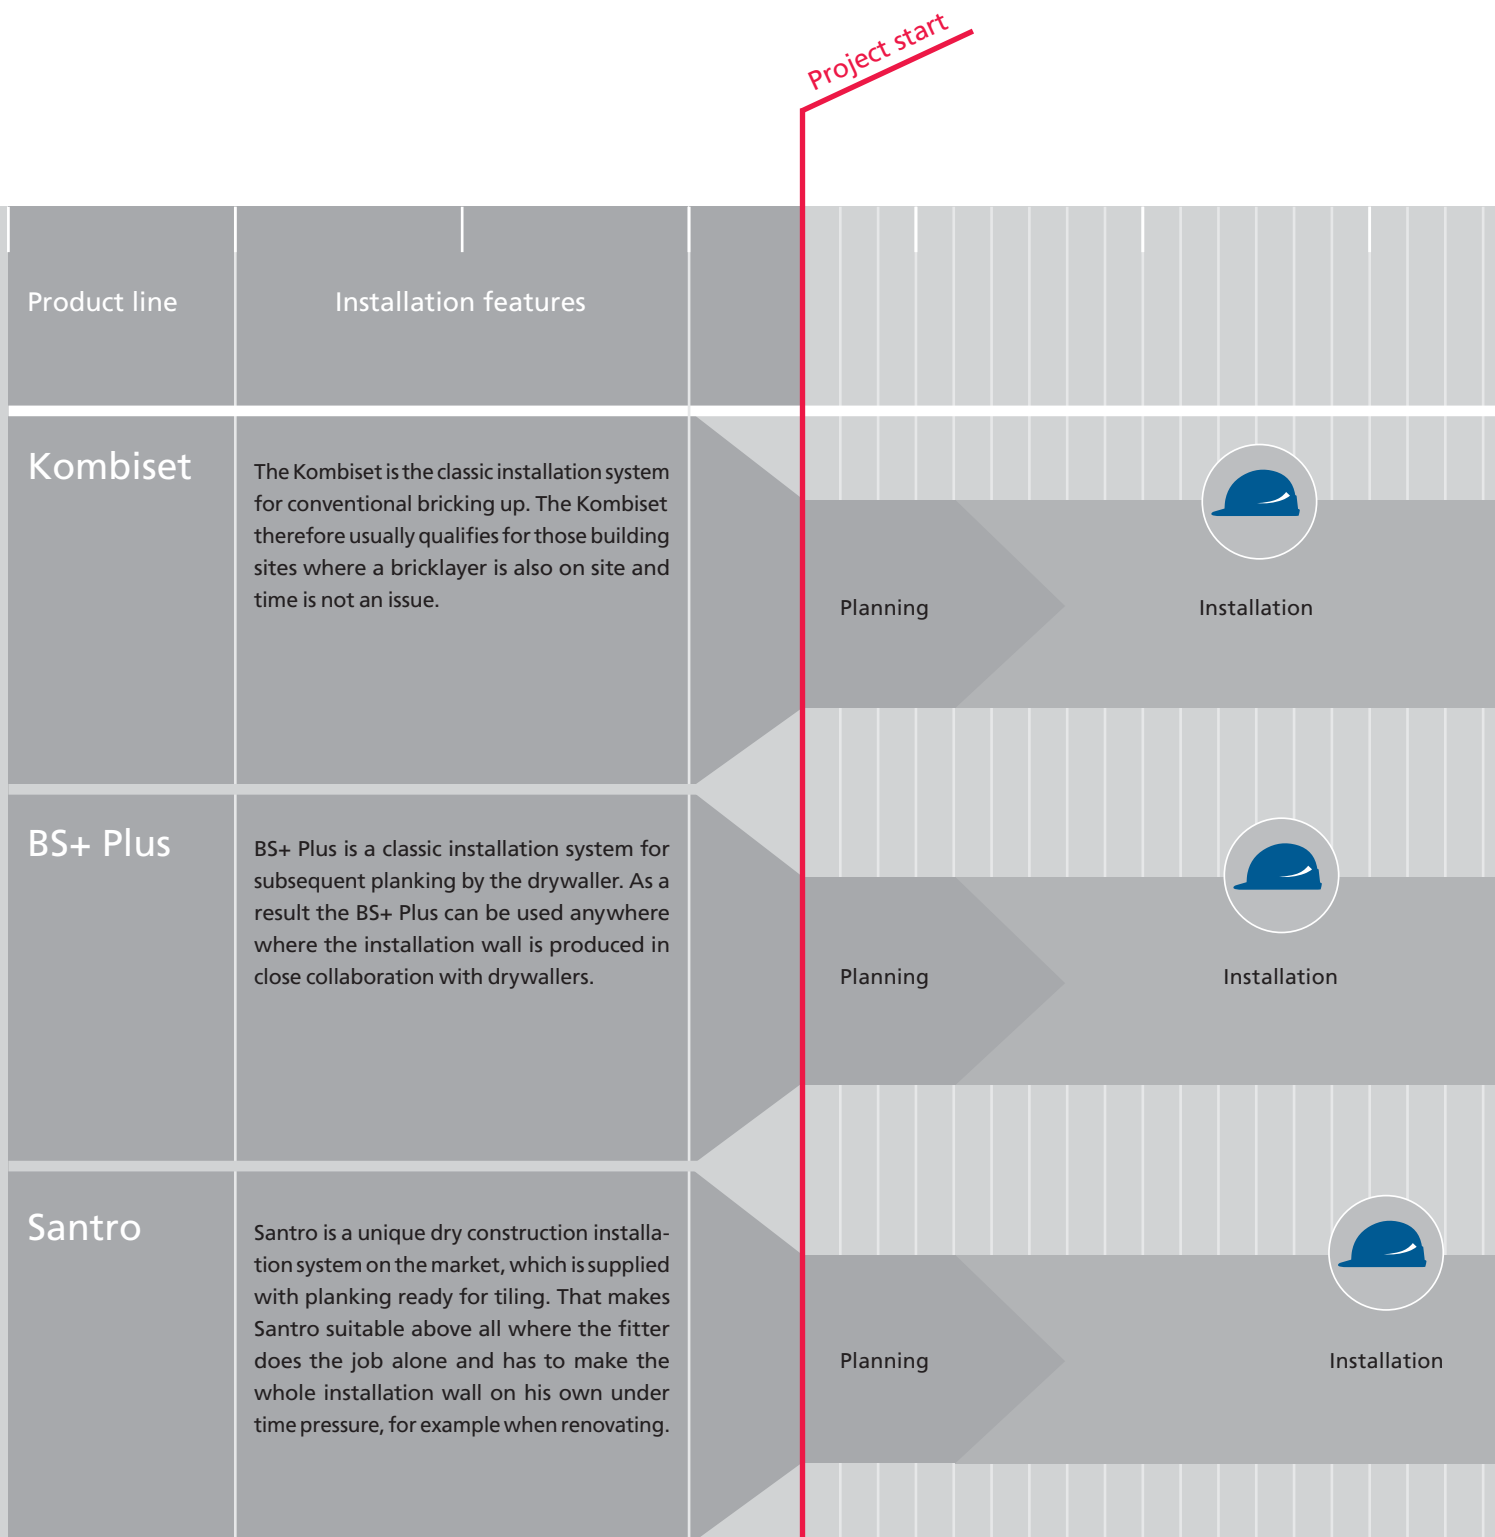 Project start
Product line
Installation features
Kombiset
The Kombiset is the classic installation system
for conventional bricking up. The Kombiset
therefore usually qualifies for those building
sites where a bricklayer is also on site and
time is not an issue.
Planning
Installation
BS+ Plus
BS+ Plus is a classic installation system for
subsequent planking by the drywaller. As a
result the BS+ Plus can be used anywhere
where the installation wall is produced in
close collaboration with drywallers.
Planning
Installation
Santro
Santro is a unique dry construction installa-
tion system on the market, which is supplied
with planking ready for tiling. That makes
Santro suitable above all where the fitter
does the job alone and has to make the
whole installation wall on his own under
time pressure, for example when renovating.
Planning
Installation